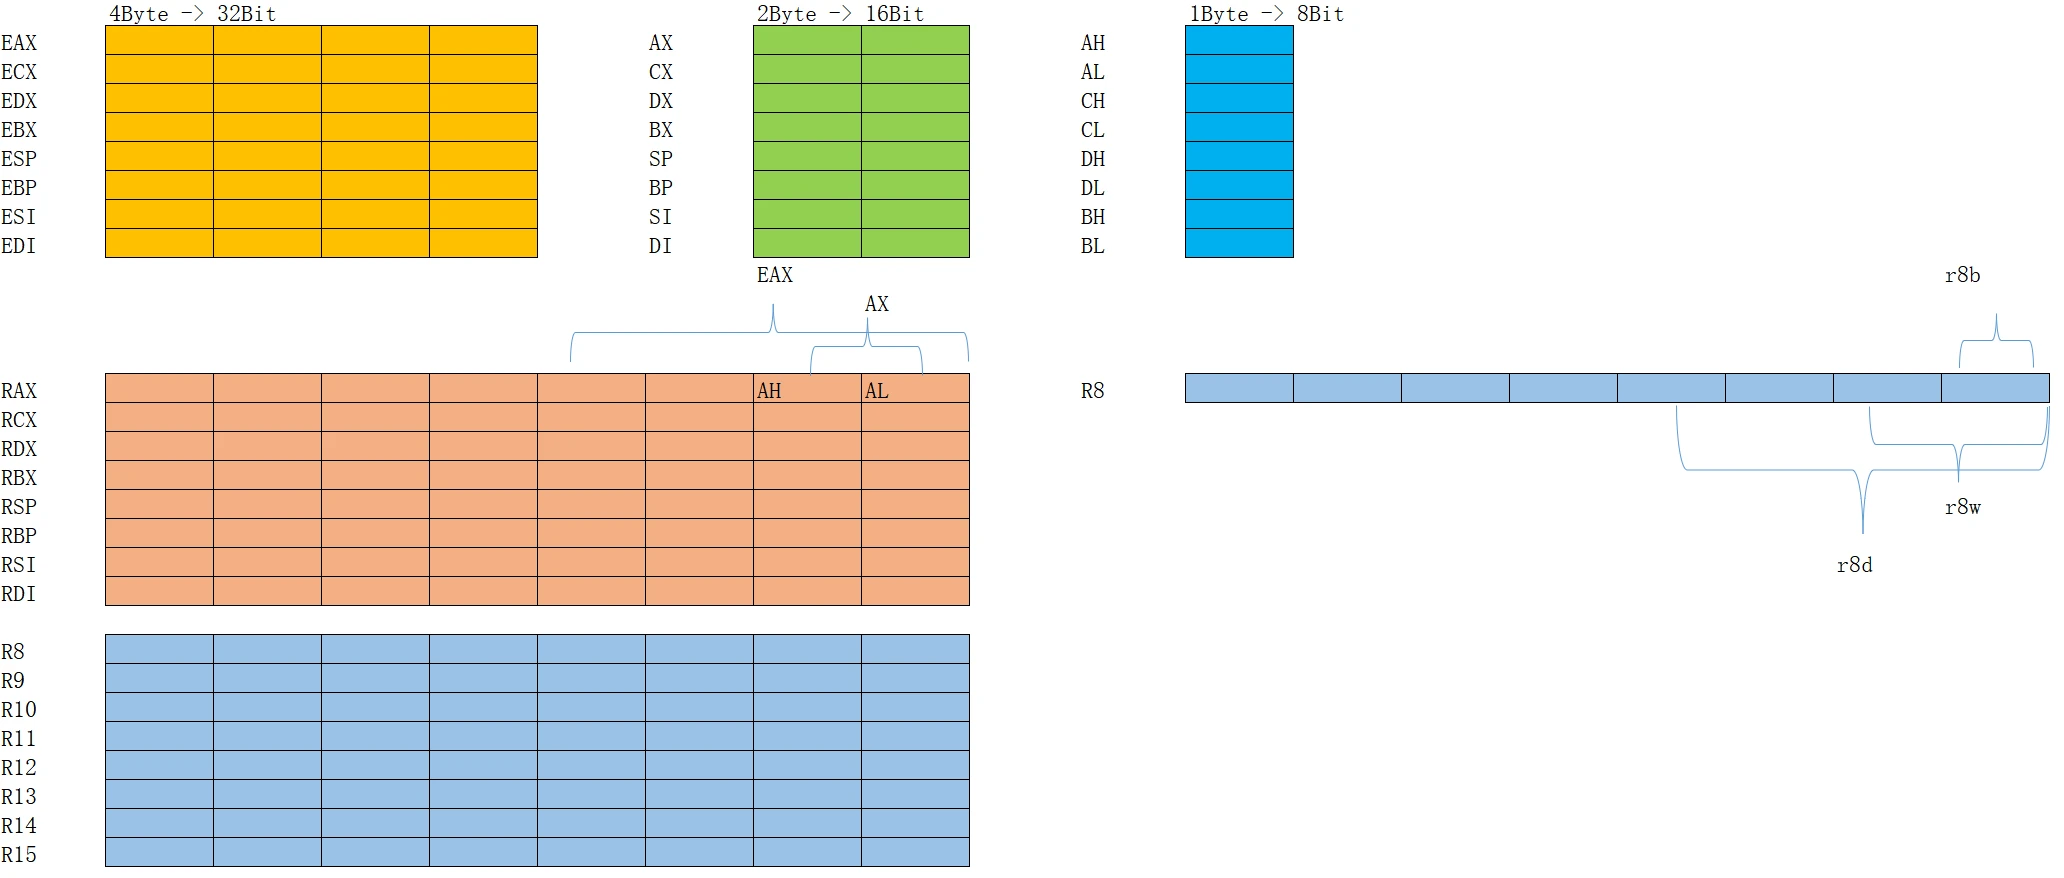 4Byte -> 32Bit 2Byte -> 16Bit 1Byte -> 8Bit
EAX AX AH
ECX CX AL
EDX DX CH
EBX BX CL
ESP SP DH
EBP BP DL
ESI SI BH
EDI DI BL
EAX r8b
AX
RAX AH AL R8
RCX
RDX
RBX
RSP r8w
RBP
RSI r8d
RDI
R8
R9
R10
R11
R12
R13
R14
R15